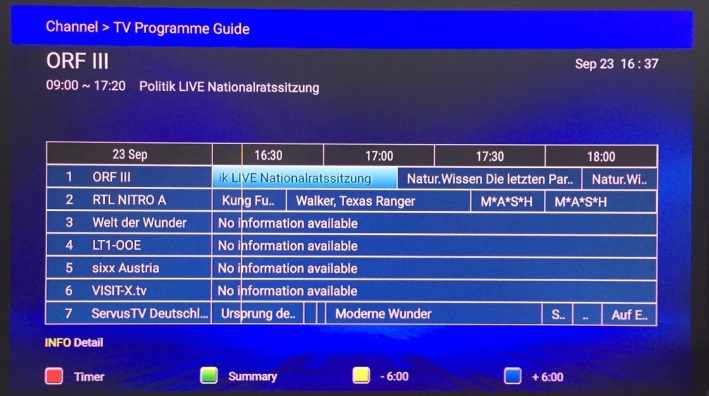 Channel > TV Programme Guide
ORF III
Sep 23 16 : 37
09:00 ~ 17:20 Politik LIVE Nationalratssitzung
23 Sep 16:30 17:00 17:30 18:00
1 ORF III ik LIVE Nationalratssitzung Natur.Wissen Die letzten Par.. Natur.Wi..
2 RTL NITRO A Kung Fu.. Walker, Texas Ranger M*A*S*H M*A*S*H
3 Welt der Wunder No information available
4 LT1-OOE No information available
5 sixx Austria No information available
6 VISIT-X.tv No information available
7 ServusTV Deutschl... Ursprung de.. Moderne Wunder S.. .. Auf E..
INFO Detail
Timer Summary - 6:00 + 6:00